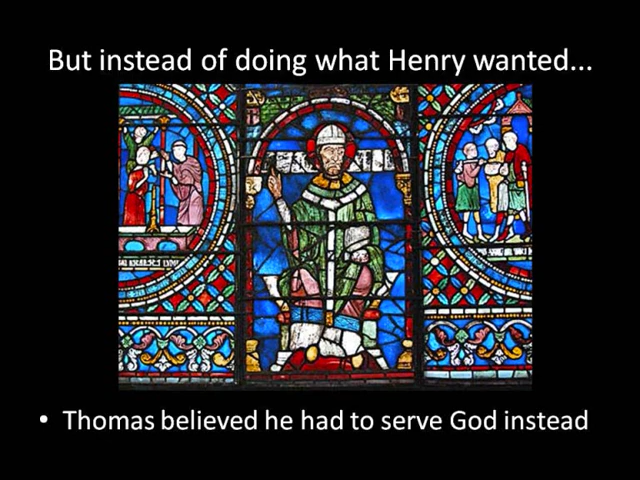 But instead of doing what Henry wanted...
• Thomas believed he had to serve God instead